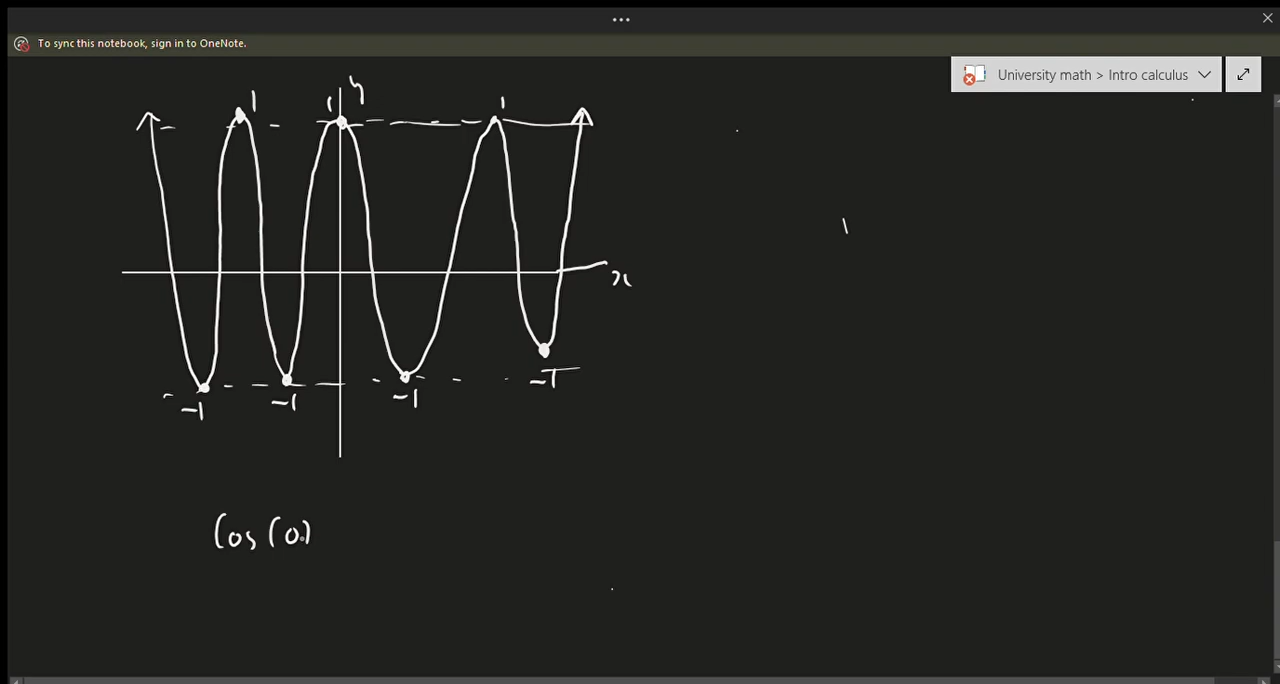 To sync this notebook, sign in to OneNote.
University math > Intro calculus
1 1 y 1
x
-1 -1 -1 -1
Cos(0)